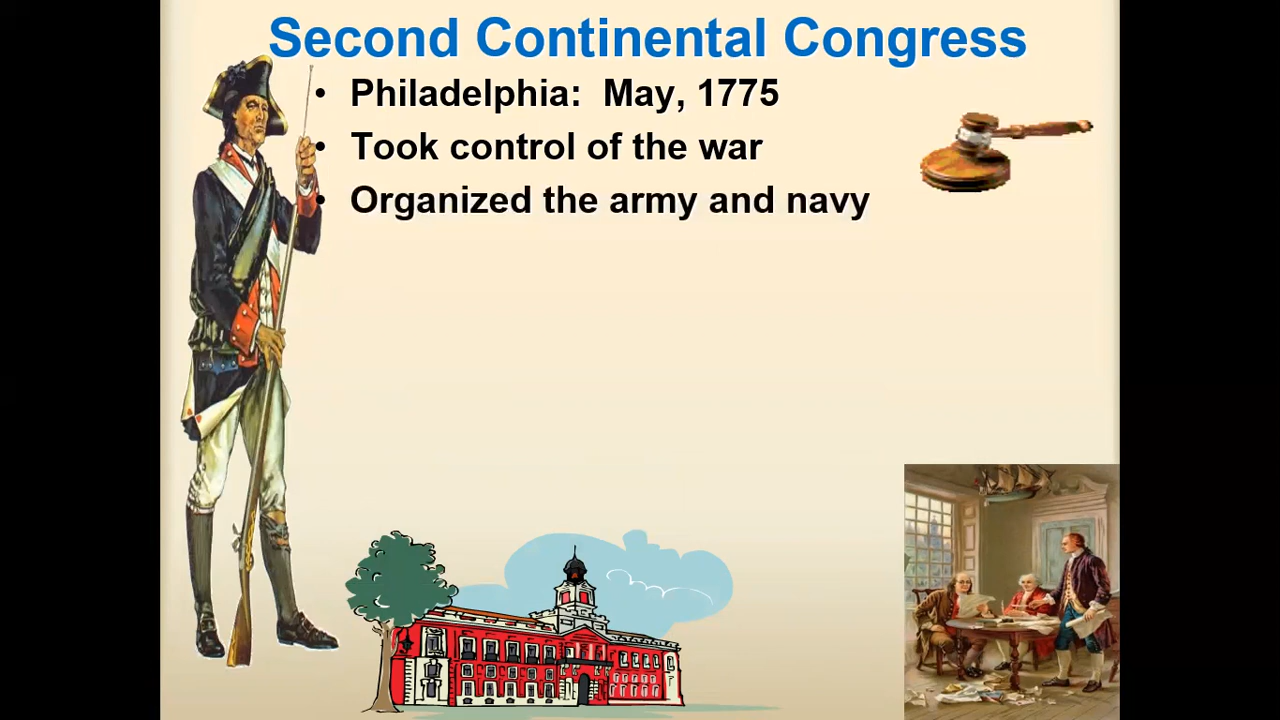 Second Continental Congress
• Philadelphia:  May, 1775
• Took control of the war
• Organized the army and navy